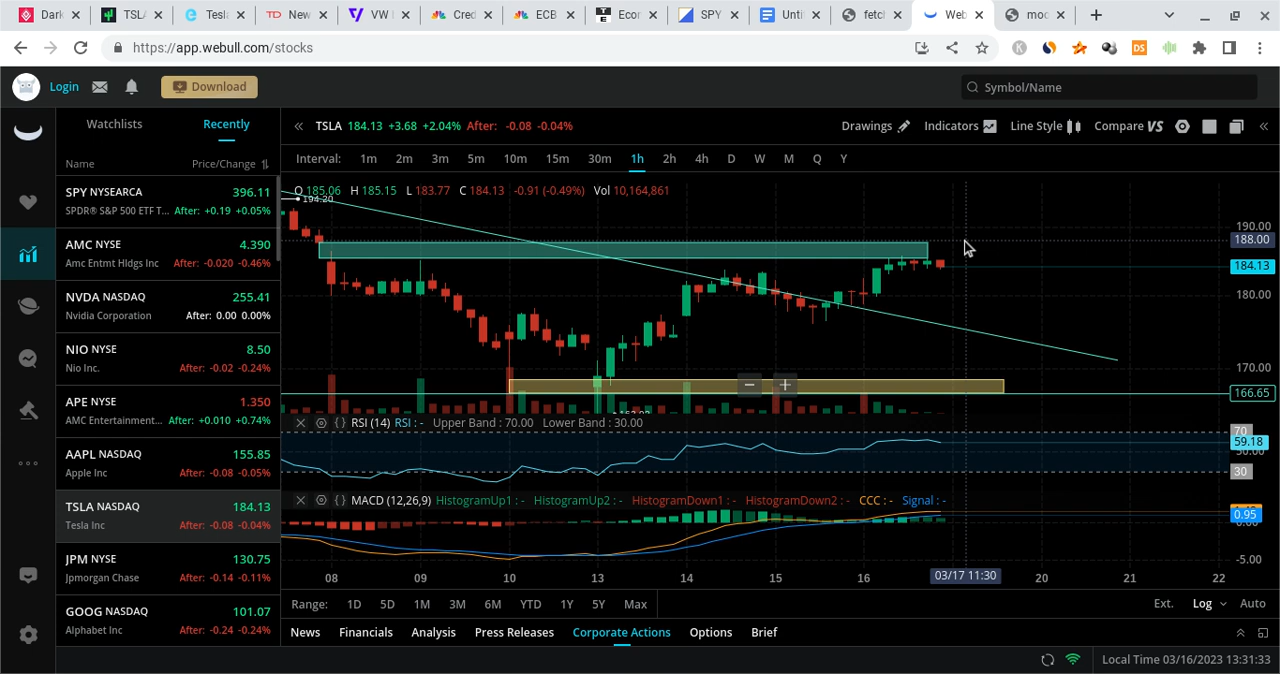 Dark
TSLA
Tesla
New
VW I
Cred
ECB
Ecor
SPY
Unti
fetch
Web
moc
https://app.webull.com/stocks
Login
Download
Symbol/Name
Watchlists
Recently
Name
Price/Change
SPY NYSEARCA 396.11
SPDR® S&P 500 ETF T... After: +0.19 +0.05%
AMC NYSE 4.390
Amc Entmt Hldgs Inc After: -0.020 -0.46%
NVDA NASDAQ 255.41
Nvidia Corporation After: 0.00 0.00%
NIO NYSE 8.50
Nio Inc. After: -0.02 -0.24%
APE NYSE 1.350
AMC Entertainment... After: +0.010 +0.74%
AAPL NASDAQ 155.85
Apple Inc After: -0.08 -0.05%
TSLA NASDAQ 184.13
Tesla Inc After: -0.08 -0.04%
JPM NYSE 130.75
Jpmorgan Chase After: -0.14 -0.11%
GOOG NASDAQ 101.07
Alphabet Inc After: -0.24 -0.24%
TSLA 184.13 +3.68 +2.04% After: -0.08 -0.04%
Drawings
Indicators
Line Style
Compare VS
Interval: 1m 2m 3m 5m 10m 15m 30m 1h 2h 4h D W M Q Y
O 185.06 H 185.15 L 183.77 C 184.13 -0.91 (-0.49%) Vol 10,164,861
194.20
190.00
188.00
184.13
180.00
170.00
166.65
RSI (14) RSI : - Upper Band : 70.00 Lower Band : 30.00
70
59.18
50.00
30
MACD (12,26,9) HistogramUp1 : - HistogramUp2 : - HistogramDown1 : - HistogramDown2 : - CCC : - Signal : -
0.95
0.00
-5.00
08 09 10 13 14 15 16 03/17 11:30 20 21 22
Range: 1D 5D 1M 3M 6M YTD 1Y 5Y Max
Ext. Log Auto
News Financials Analysis Press Releases Corporate Actions Options Brief
Local Time 03/16/2023 13:31:33